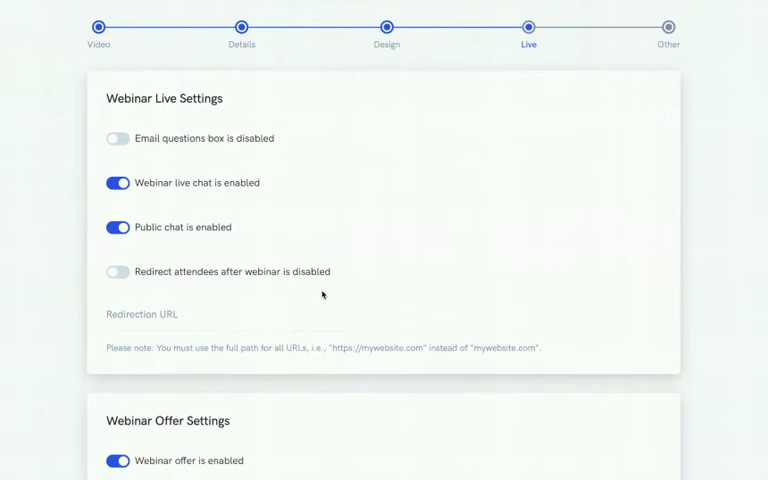 Video
Details
Design
Live
Other
Webinar Live Settings
Email questions box is disabled
Webinar live chat is enabled
Public chat is enabled
Redirect attendees after webinar is disabled
Redirection URL
Please note: You must use the full path for all URLs, i.e., "https://mywebsite.com" instead of "mywebsite.com".
Webinar Offer Settings
Webinar offer is enabled